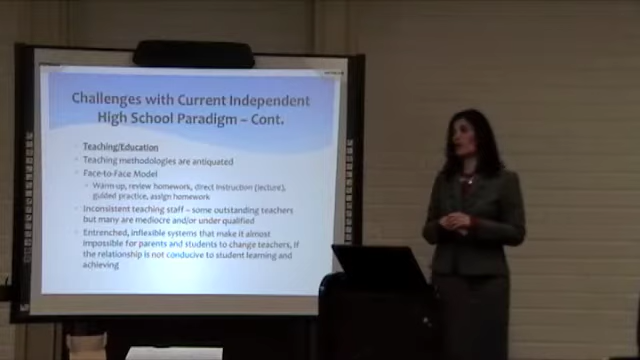 Challenges with Current Independent
High School Paradigm – Cont.
Teaching/Education
Teaching methodologies are antiquated
Face-to-Face Model
Warm-up, review homework, direct instruction (lecture),
guided practice, assign homework
Inconsistent teaching staff – some outstanding teachers
but many are mediocre and/or under qualified
Entrenched, inflexible systems that make it almost
impossible for parents and students to change teachers, if
the relationship is not conducive to student learning and
achieving